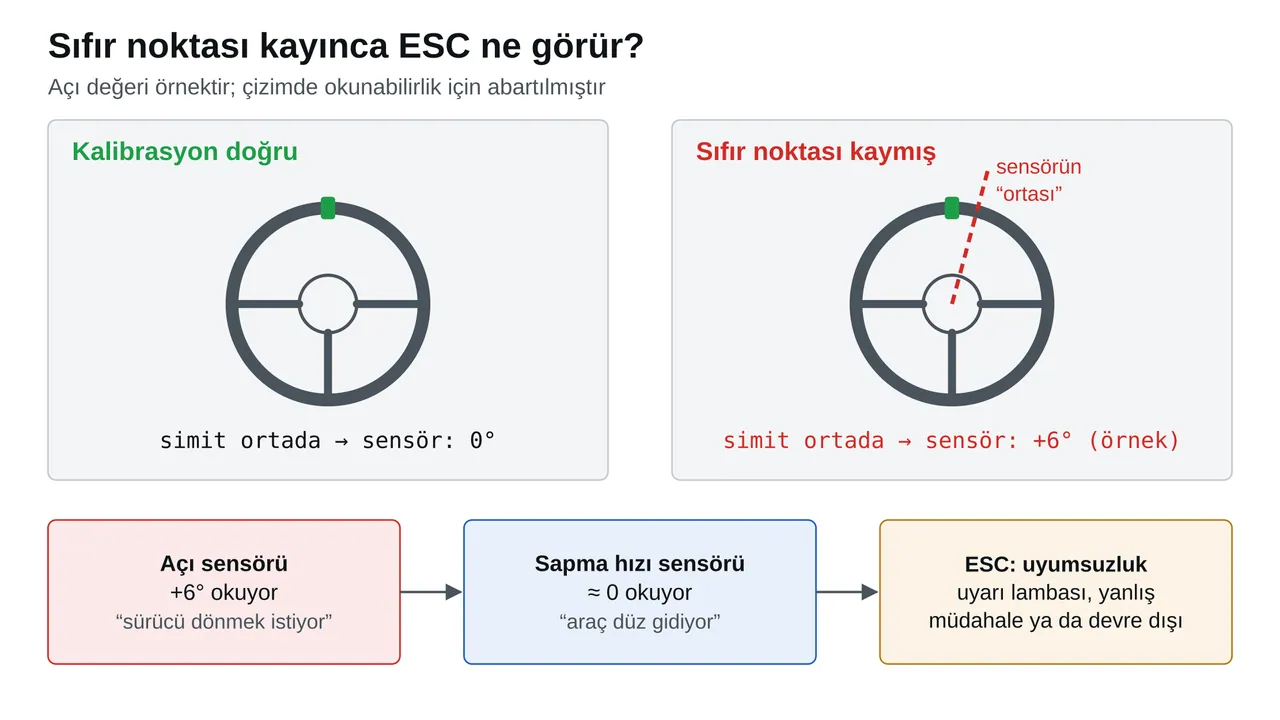 Sıfır noktası kayınca ESC ne görür?
Açı değeri örnektir; çizimde okunabilirlik için abartılmıştır
Kalibrasyon doğru
simit ortada → sensör: 0°
Sıfır noktası kaymış
sensörün
“ortası”
simit ortada → sensör: +6° (örnek)
Açı sensörü
+6° okuyor
“sürücü dönmek istiyor”
Sapma hızı sensörü
≈ 0 okuyor
“araç düz gidiyor”
ESC: uyumsuzluk
uyarı lambası, yanlış
müdahale ya da devre dışı